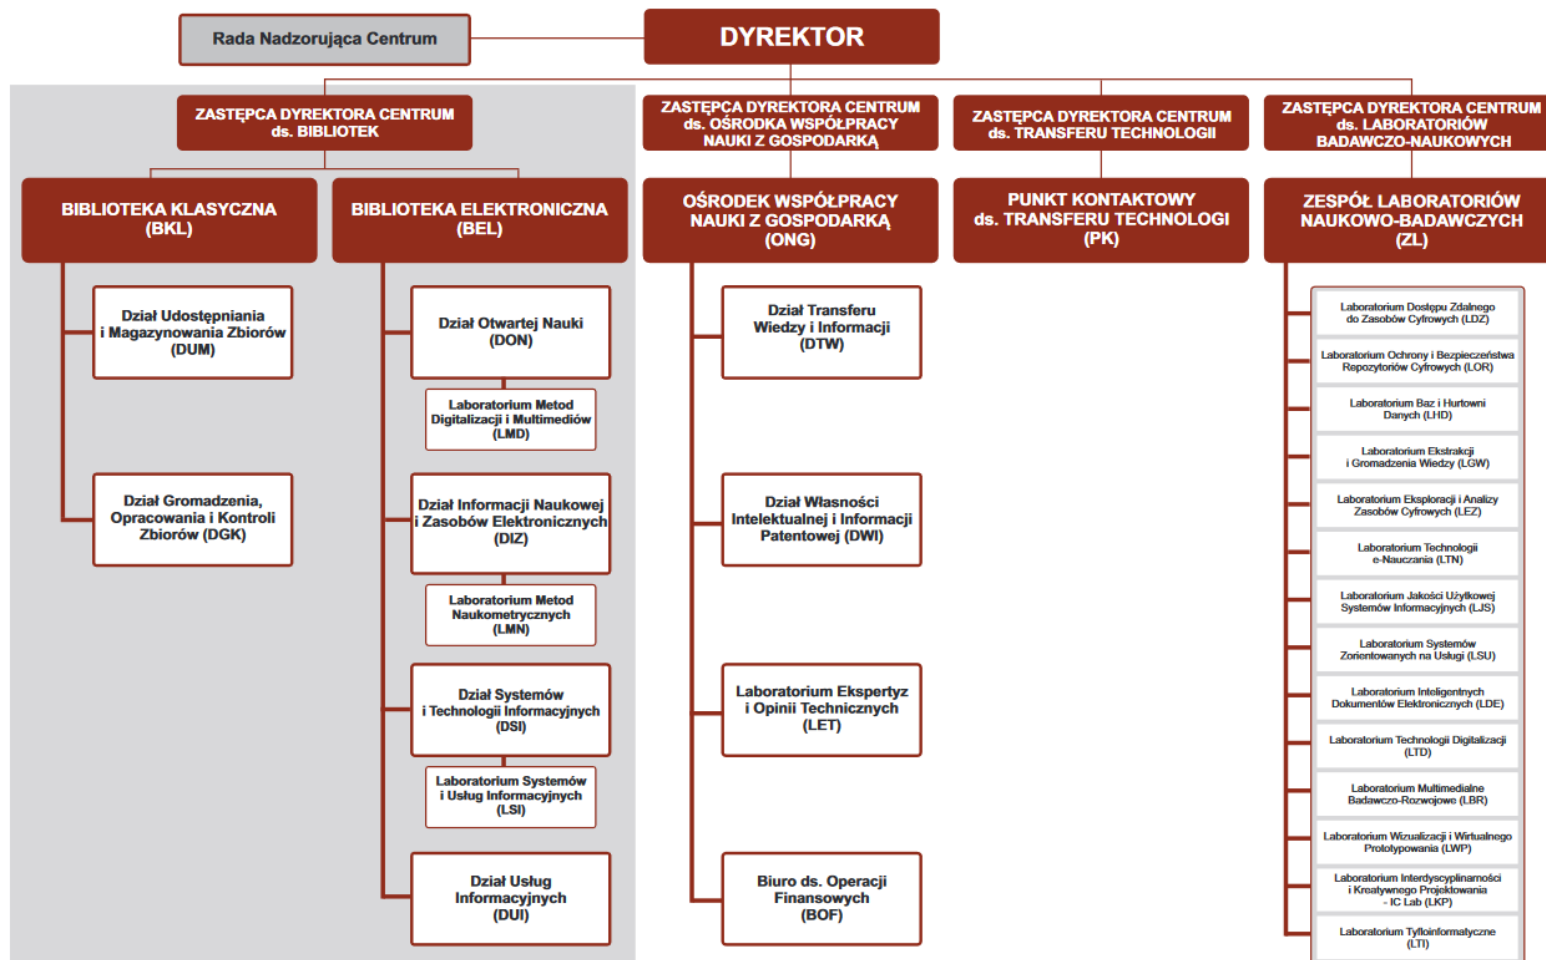 Rada Nadzorująca Centrum
DYREKTOR
ZASTĘPCA DYREKTORA CENTRUM
ds. BIBLIOTEK
ZASTĘPCA DYREKTORA CENTRUM
ds. OŚRODKA WSPÓŁPRACY
NAUKI Z GOSPODARKĄ
ZASTĘPCA DYREKTORA CENTRUM
ds. TRANSFERU TECHNOLOGII
ZASTĘPCA DYREKTORA CENTRUM
ds. LABORATORIÓW
BADAWCZO-NAUKOWYCH
BIBLIOTEKA KLASYCZNA
(BKL)
BIBLIOTEKA ELEKTRONICZNA
(BEL)
OŚRODEK WSPÓŁPRACY
NAUKI Z GOSPODARKĄ
(ONG)
PUNKT KONTAKTOWY
ds. TRANSFERU TECHNOLOGI
(PK)
ZESPÓŁ LABORATORIÓW
NAUKOWO-BADAWCZYCH
(ZL)
Dział Udostępniania
i Magazynowania Zbiorów
(DUM)
Dział Gromadzenia,
Opracowania i Kontroli
Zbiorów (DGK)
Dział Otwartej Nauki
(DON)
Laboratorium Metod
Digitalizacji i Multimediów
(LMD)
Dział Informacji Naukowej
i Zasobów Elektronicznych
(DIZ)
Laboratorium Metod
Naukometrycznych
(LMN)
Dział Systemów
i Technologii Informacyjnych
(DSI)
Laboratorium Systemów
i Usług Informacyjnych
(LSI)
Dział Usług
Informacyjnych
(DUI)
Dział Transferu
Wiedzy i Informacji
(DTW)
Dział Własności
Intelektualnej i Informacji
Patentowej (DWI)
Laboratorium Ekspertyz
i Opinii Technicznych
(LET)
Biuro ds. Operacji
Finansowych
(BOF)
Laboratorium Dostępu Zdalnego
do Zasobów Cyfrowych (LDZ)
Laboratorium Ochrony i Bezpieczeństwa
Repozytoriów Cyfrowych (LOR)
Laboratorium Baz i Hurtowni
Danych (LHD)
Laboratorium Ekstrakcji
i Gromadzenia Wiedzy (LGW)
Laboratorium Eksploracji i Analizy
Zasobów Cyfrowych (LEZ)
Laboratorium Technologii
e-Nauczania (LTN)
Laboratorium Jakości Użytkowej
Systemów Informacyjnych (LJS)
Laboratorium Systemów
Zorientowanych na Usługi (LSU)
Laboratorium Inteligentnych
Dokumentów Elektronicznych (LDE)
Laboratorium Technologii Digitalizacji
(LTD)
Laboratorium Multimedialne
Badawczo-Rozwojowe (LBR)
Laboratorium Wizualizacji i Wirtualnego
Prototypowania (LWP)
Laboratorium Interdyscyplinarności
i Kreatywnego Projektowania
- IC Lab (LKP)
Laboratorium Tyfloinformatyczne
(LTI)